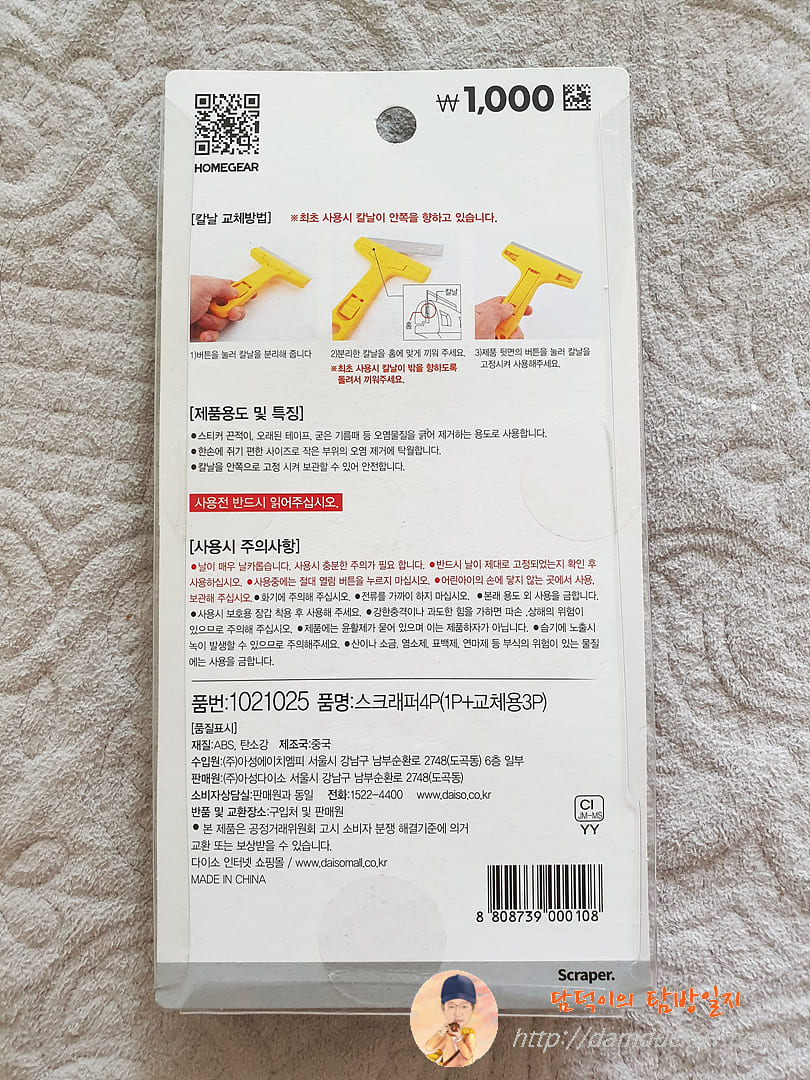 ₩1,000
HOMEGEAR
[칼날 교체방법] ※최초 사용시 칼날이 안쪽을 향하고 있습니다.
칼날
홈
1)버튼을 눌러 칼날을 분리해 줍니다
2)분리한 칼날을 홈에 맞게 끼워 주세요.
※최초 사용시 칼날이 밖을 향하도록
돌려서 끼워주세요.
3)제품 뒷면의 버튼을 눌러 칼날을
고정시켜 사용해주세요.
[제품용도 및 특징]
●스티커 끈적이, 오래된 테이프, 굳은 기름때 등 오염물질을 긁어 제거하는 용도로 사용합니다.
●한손에 쥐기 편한 사이즈로 작은 부위의 오염 제거에 탁월합니다.
●칼날을 안쪽으로 고정 시켜 보관할 수 있어 안전합니다.
사용전 반드시 읽어주십시오.
[사용시 주의사항]
●날이 매우 날카롭습니다. 사용시 충분한 주의가 필요 합니다. ●반드시 날이 제대로 고정되었는지 확인 후
사용하십시오. ●사용중에는 절대 열림 버튼을 누르지 마십시오. ●어린아이의 손에 닿지 않는 곳에서 사용,
보관해 주십시오. ●화기에 주의해 주십시오. ●전류를 가까이 하지 마십시오. ●본래 용도 외 사용을 금합니다.
●사용시 보호용 장갑 착용 후 사용해 주세요. ●강한충격이나 과도한 힘을 가하면 파손 ,상해의 위험이
있으므로 주의해 주십시오. ●제품에는 윤활제가 묻어 있으며 이는 제품하자가 아닙니다. ●습기에 노출시
녹이 발생할 수 있으므로 주의해주세요. ●산이나 소금, 염소제, 표백제, 연마제 등 부식의 위험이 있는 물질
에는 사용을 금합니다.
품번:1021025 품명:스크래퍼4P(1P+교체용3P)
[품질표시]
재질:ABS, 탄소강 제조국:중국
수입원:(주)아성에이치엠피 서울시 강남구 남부순환로 2748(도곡동) 6층 일부
판매원:(주)아성다이소 서울시 강남구 남부순환로 2748(도곡동)
소비자상담실:판매원과 동일 전화:1522-4400 www.daiso.co.kr
반품 및 교환장소:구입처 및 판매원
● 본 제품은 공정거래위원회 고시 소비자 분쟁 해결기준에 의거
교환 또는 보상받을 수 있습니다.
다이소 인터넷 쇼핑몰 / www.daisomall.co.kr
MADE IN CHINA
CI
JM-MS
YY
8 808739 000108
Scraper.
담덕이의 탐방일지